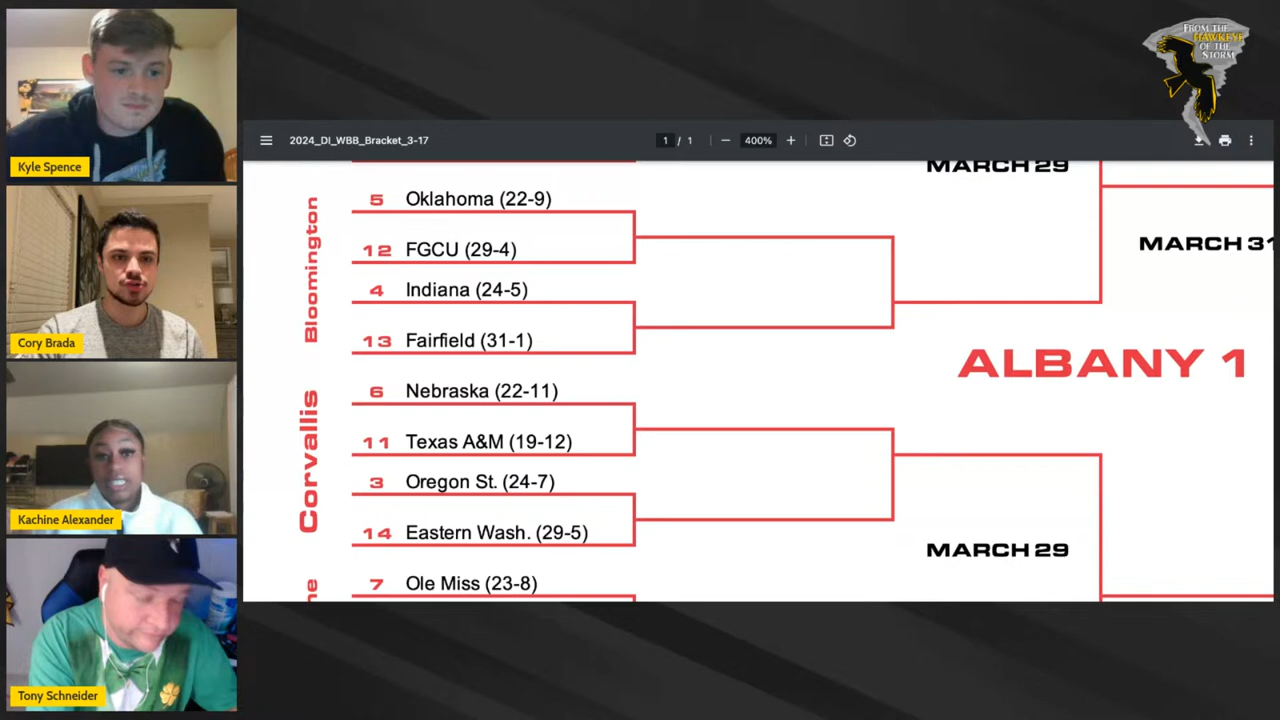 FROM THE
HAWKEYE
OF THE
STORM
Kyle Spence
Cory Brada
Kachine Alexander
Tony Schneider
2024_DI_WBB_Bracket_3-17
1 / 1
400%
Bloomington
5 Oklahoma (22-9)
12 FGCU (29-4)
4 Indiana (24-5)
13 Fairfield (31-1)
Corvallis
6 Nebraska (22-11)
11 Texas A&M (19-12)
3 Oregon St. (24-7)
14 Eastern Wash. (29-5)
ne
7 Ole Miss (23-8)
MARCH 29
MARCH 31
ALBANY 1
MARCH 29